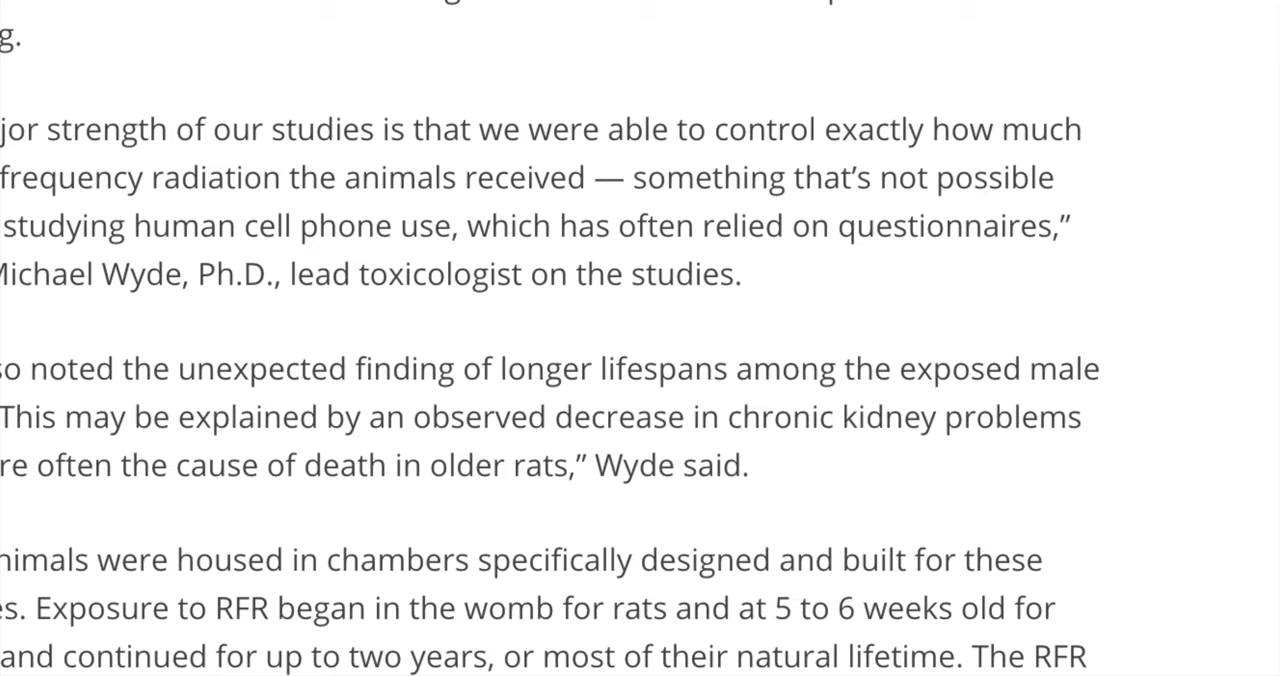 g.
jor strength of our studies is that we were able to control exactly how much
frequency radiation the animals received — something that’s not possible
studying human cell phone use, which has often relied on questionnaires,”
Michael Wyde, Ph.D., lead toxicologist on the studies.
so noted the unexpected finding of longer lifespans among the exposed male
This may be explained by an observed decrease in chronic kidney problems
re often the cause of death in older rats,” Wyde said.
nimals were housed in chambers specifically designed and built for these
es. Exposure to RFR began in the womb for rats and at 5 to 6 weeks old for
and continued for up to two years, or most of their natural lifetime. The RFR